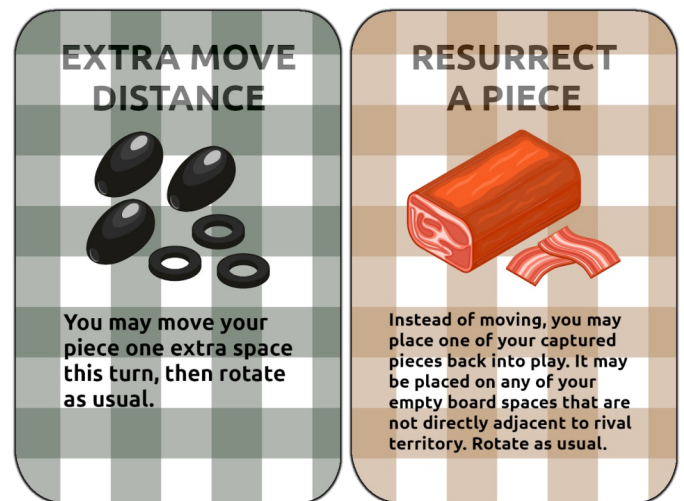 EXTRA MOVE
DISTANCE
You may move your
piece one extra space
this turn, then rotate
as usual.
RESURRECT
A PIECE
Instead of moving, you may
place one of your captured
pieces back into play. It may
be placed on any of your
empty board spaces that are
not directly adjacent to rival
territory. Rotate as usual.